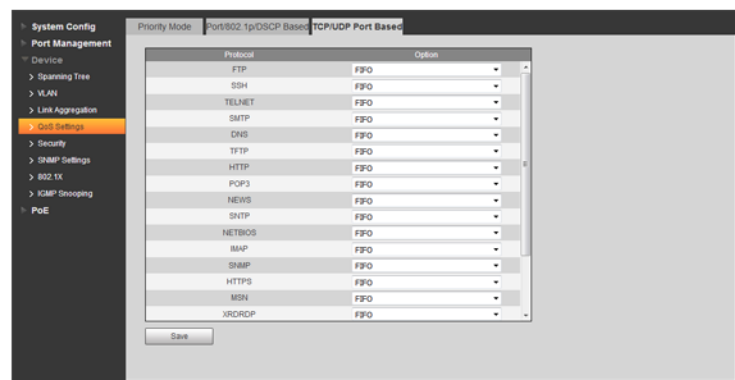 System Config
Port Management
Device
Spanning Tree
VLAN
Link Aggregation
QoS Settings
Security
SNMP Settings
802.1X
IGMP Snooping
PoE
Priority Mode Port/802.1p/DSCP Based TCP/UDP Port Based
Protocol Option
FTP FIFO
SSH FIFO
TELNET FIFO
SMTP FIFO
DNS FIFO
TFTP FIFO
HTTP FIFO
POP3 FIFO
NEWS FIFO
SNTP FIFO
NETBIOS FIFO
IMAP FIFO
SNMP FIFO
HTTPS FIFO
MSN FIFO
XRDRDP FIFO
Save